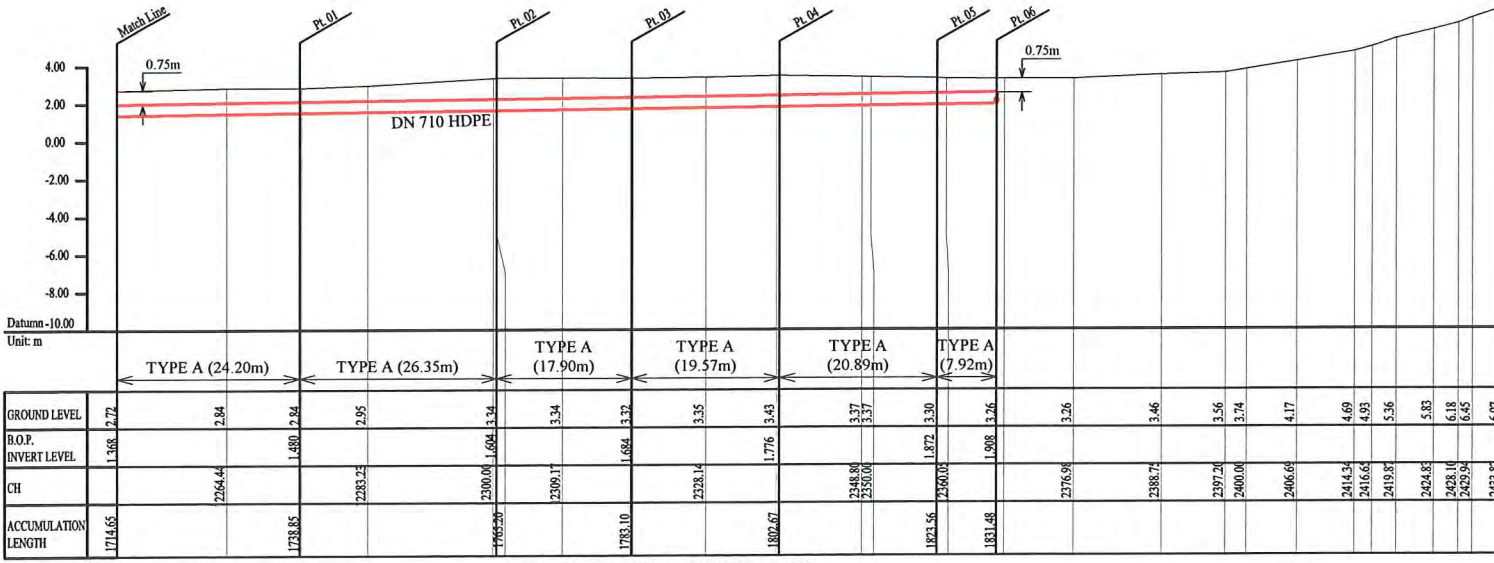 Match Line
Pt. 01
Pt. 02
Pt. 03
Pt. 04
Pt. 05
Pt. 06
0.75m
0.75m
4.00
2.00
0.00
-2.00
-4.00
-6.00
-8.00
Datumn -10.00
Unit: m
DN 710 HDPE
TYPE A (24.20m)
TYPE A (26.35m)
TYPE A
(17.90m)
TYPE A
(19.57m)
TYPE A
(20.89m)
TYPE A
(7.92m)
GROUND LEVEL 2.72 2.84 2.84 2.95 3.34 3.34 3.32 3.35 3.43 3.37 3.37 3.30 3.26 3.26 3.46 3.56 3.74 4.17 4.69 4.93 5.36 5.83 6.18 6.45
B.O.P.
INVERT LEVEL 1.368 1.480 1.604 1.684 1.776 1.872 1.908
CH 2264.44 2283.23 2300.00 2309.17 2328.14 2348.80 2350.00 2360.05 2376.98 2388.75 2397.20 2400.00 2406.69 2414.34 2416.65 2419.87 2424.83 2428.10 2429.94
ACCUMULATION
LENGTH 1714.65 1738.85 1765.20 1783.10 1802.67 1823.56 1831.48